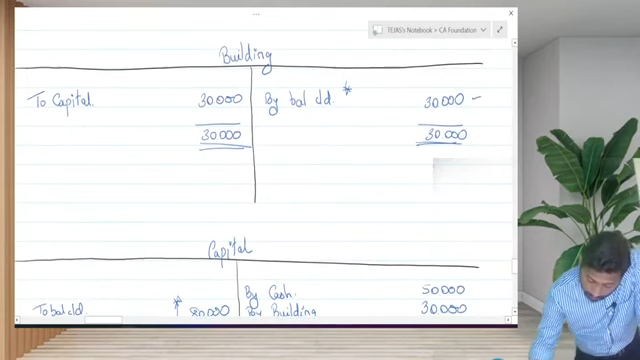 TEJAS's Notebook > CA Foundation
Building
To Capital. 30000 By bal c/d. * 30000 -
30000 30000
Capital
By Cash. 50000
To bal c/d * 80000 By Building 30000